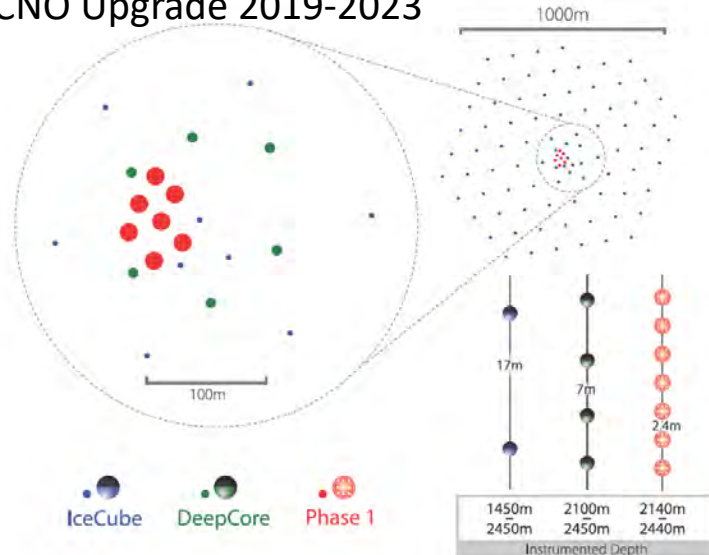 CNO Upgrade 2019-2023
1000m
100m
17m
7m
2.4m
IceCube DeepCore Phase 1
1450m 2100m 2140m
– – –
2450m 2450m 2440m
Instrumented Depth